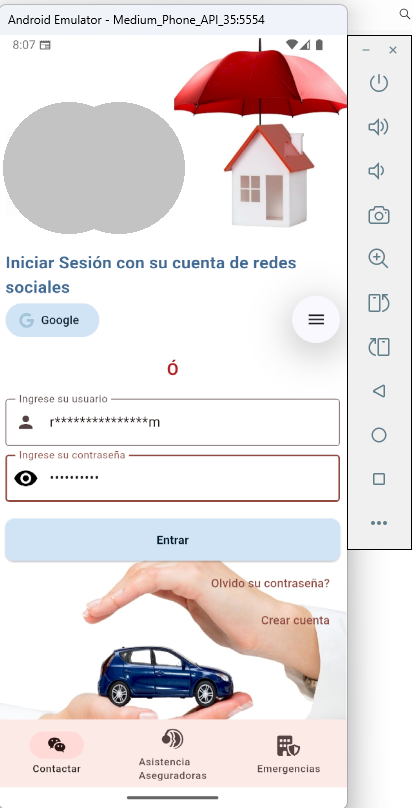 Android Emulator - Medium_Phone_API_35:5554
8:07
Iniciar Sesión con su cuenta de redes
sociales
Google
Ó
Ingrese su usuario
r***************m
Ingrese su contraseña
••••••••••
Entrar
Olvido su contraseña?
Crear cuenta
Contactar
Asistencia
Aseguradoras
Emergencias